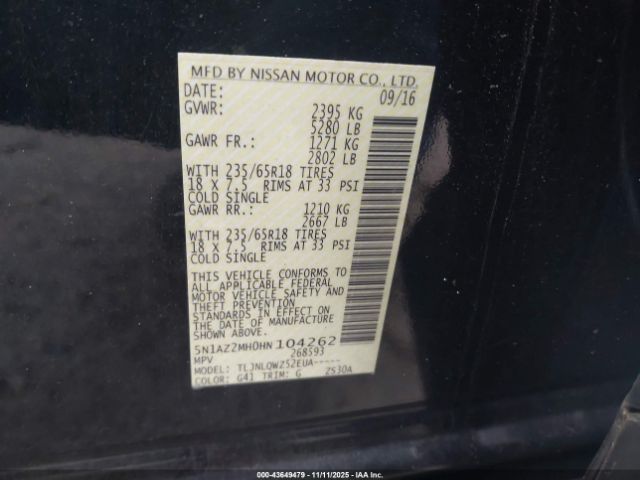 MFD BY NISSAN MOTOR CO., LTD.
DATE: 09/16
GVWR: 2395 KG
5280 LB
GAWR FR.: 1271 KG
2802 LB
WITH 235/65R18 TIRES
18 X 7.5 RIMS AT 33 PSI
COLD SINGLE
GAWR RR.: 1210 KG
2667 LB
WITH 235/65R18 TIRES
18 X 7.5 RIMS AT 33 PSI
COLD SINGLE
THIS VEHICLE CONFORMS TO
ALL APPLICABLE FEDERAL
MOTOR VEHICLE SAFETY AND
THEFT PREVENTION
STANDARDS IN EFFECT ON
THE DATE OF MANUFACTURE
SHOWN ABOVE.
5N1AZ2MH0HN104262
MPV 268593
MODEL: TLJNLQWZ52EUA-----
COLOR: G41 TRIM: G ZS30A
000-43649479 - 11/11/2025 - IAA Inc.